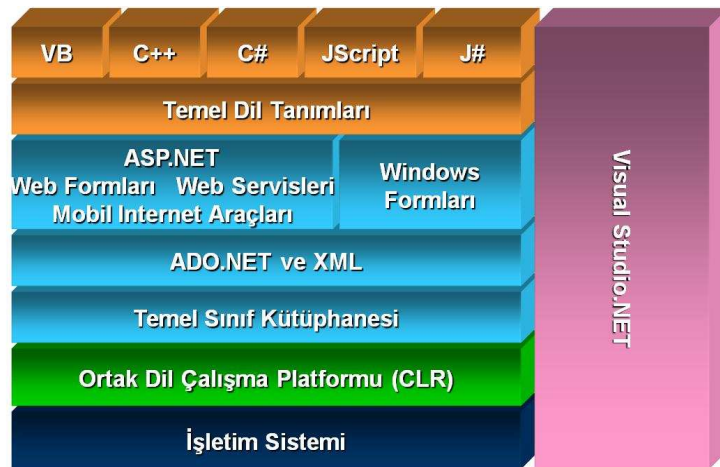 VB C++ C# JScript J#
Temel Dil Tanımları
ASP.NET
Web Formları Web Servisleri
Mobil Internet Araçları
Windows
Formları
ADO.NET ve XML
Temel Sınıf Kütüphanesi
Ortak Dil Çalışma Platformu (CLR)
İşletim Sistemi
Visual Studio.NET